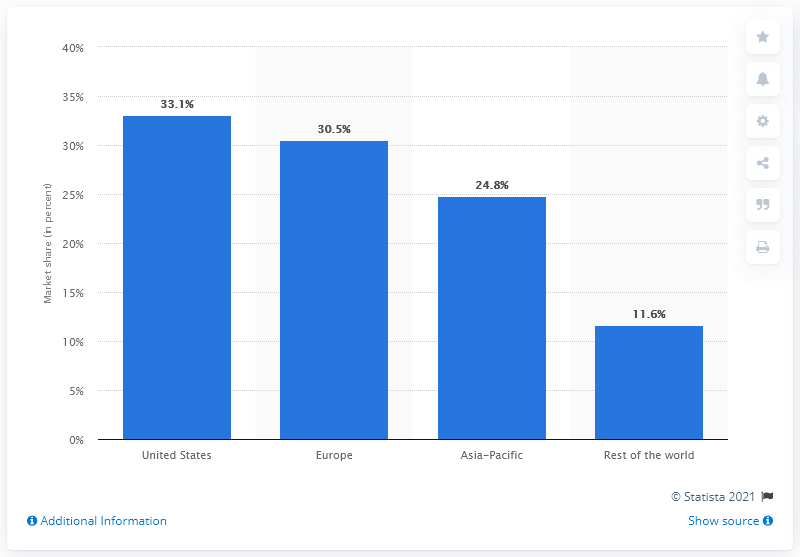 40%
35%
30%
25%
20%
15%
10%
5%
0%
Market share (in percent)
33.1%
30.5%
24.8%
11.6%
United States
Europe
Asia-Pacific
Rest of the world
© Statista 2021
Additional Information
Show source